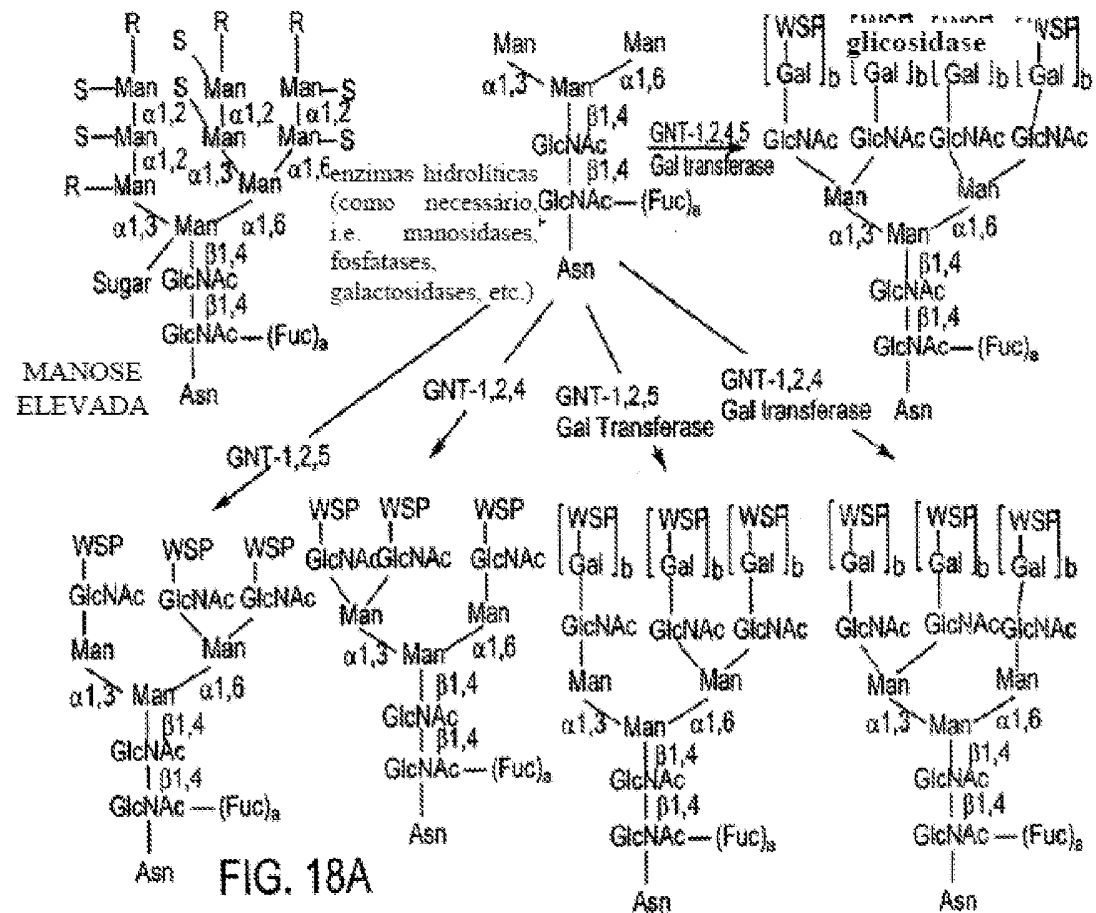 R
R
R
S
S—Man
S
Man
Man—S
α1,2
α1,2
α1,2
S—Man
Man
Man—S
α1,2
α1,3
α1,6
R—Man
Man
α1,3
Man
α1,6
β1,4
Sugar
GlcNAc
β1,4
GlcNAc—(Fuc)a
Asn
MANOSE
ELEVADA
enzimas hidrolíticas
(como necessário,
i.e. manosidases,
fosfatases,
galactosidases, etc.)
Man
Man
α1,3
Man
α1,6
β1,4
GlcNAc
β1,4
GlcNAc—(Fuc)a
Asn
GNT-1,2,4,5
Gal transferase
glicosidase
[WSP
WSP]
[Gal]b
[Gal]b
[Gal]b
[Gal]b
GlcNAc
GlcNAc
GlcNAc
GlcNAc
Man
Man
α1,3
Man
α1,6
β1,4
GlcNAc
β1,4
GlcNAc—(Fuc)a
Asn
GNT-1,2,5
GNT-1,2,4
GNT-1,2,5
Gal Transferase
GNT-1,2,4
Gal transferase
WSP
WSP
WSP
GlcNAc
GlcNAc
GlcNAc
Man
Man
α1,3
Man
α1,6
β1,4
GlcNAc
β1,4
GlcNAc—(Fuc)a
Asn
WSP
WSP
WSP
GlcNAc
GlcNAc
GlcNAc
Man
Man
α1,3
Man
α1,6
β1,4
GlcNAc
β1,4
GlcNAc—(Fuc)a
Asn
[WSP]
[WSP]
[WSP]
[Gal]b
[Gal]b
[Gal]b
GlcNAc
GlcNAc
GlcNAc
Man
Man
α1,3
Man
α1,6
β1,4
GlcNAc
β1,4
GlcNAc—(Fuc)a
Asn
[WSP]
[WSP]
[WSP]
[Gal]b
[Gal]b
[Gal]b
GlcNAc
GlcNAc
GlcNAc
Man
Man
α1,3
Man
α1,6
β1,4
GlcNAc
β1,4
GlcNAc—(Fuc)a
Asn
FIG. 18A